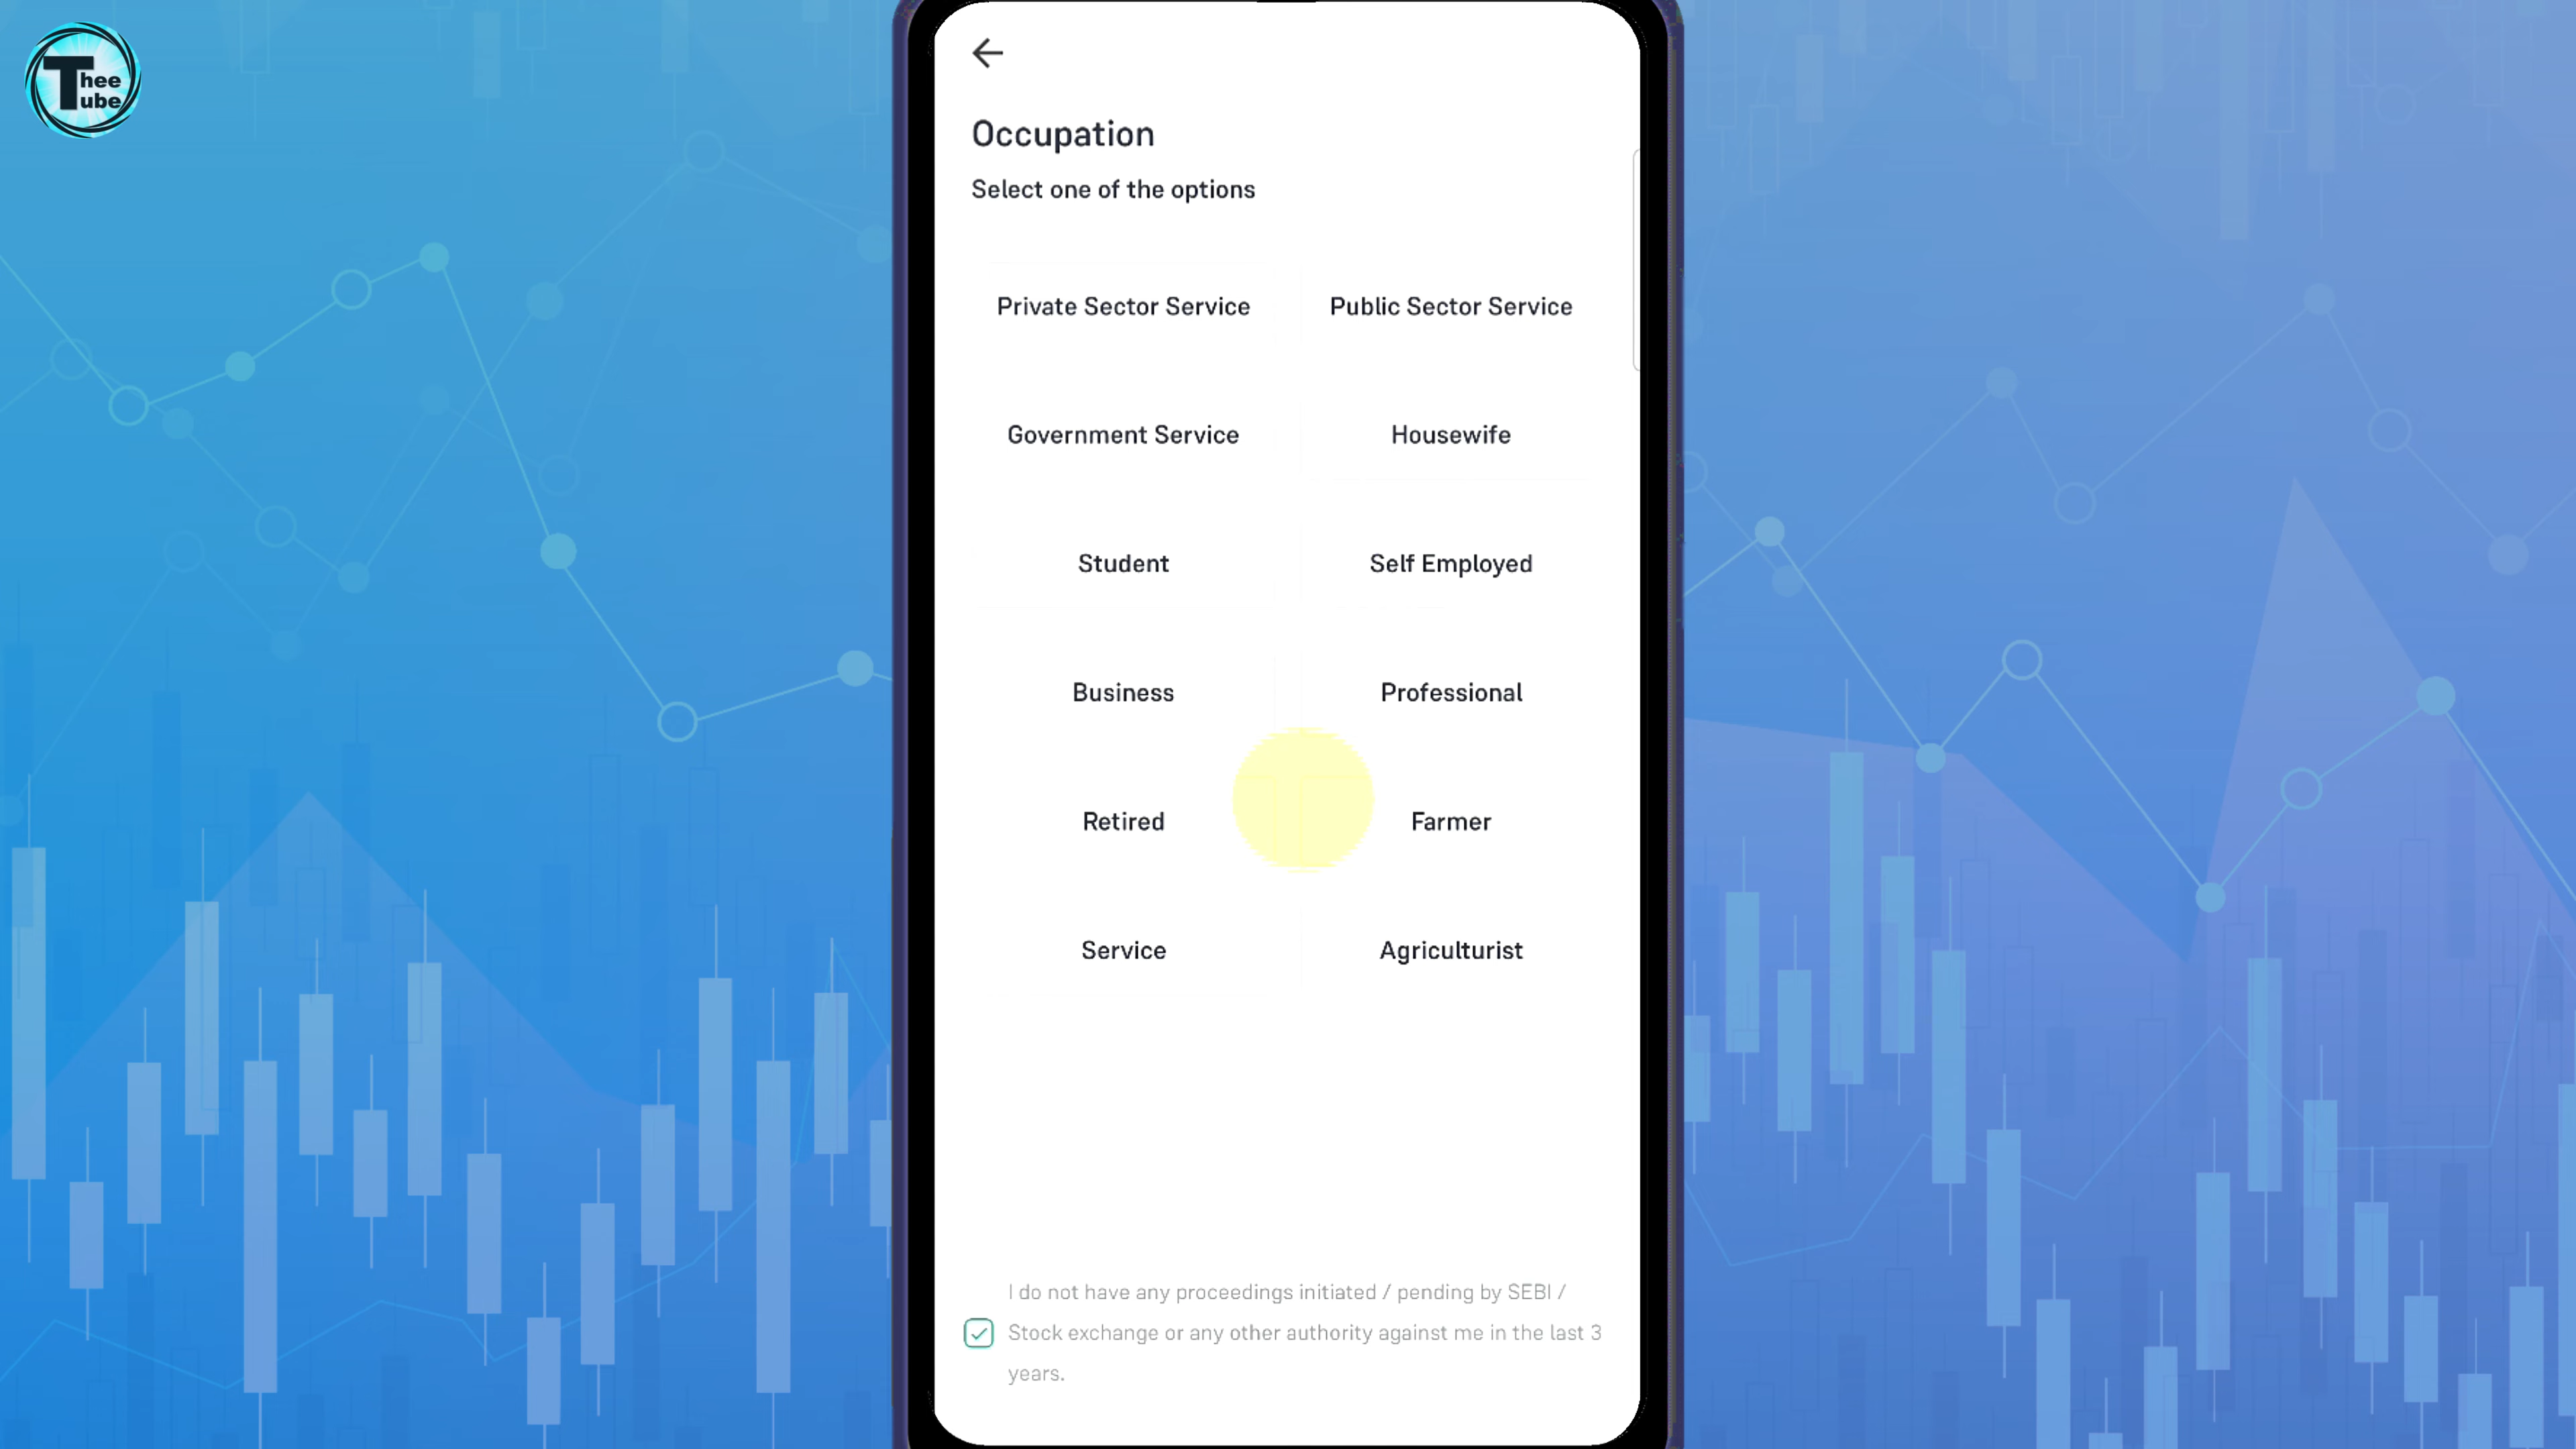 Thee
Tube
Occupation
Select one of the options
Private Sector Service
Public Sector Service
Government Service
Housewife
Student
Self Employed
Business
Professional
Retired
Farmer
Service
Agriculturist
I do not have any proceedings initiated / pending by SEBI /
Stock exchange or any other authority against me in the last 3
years.